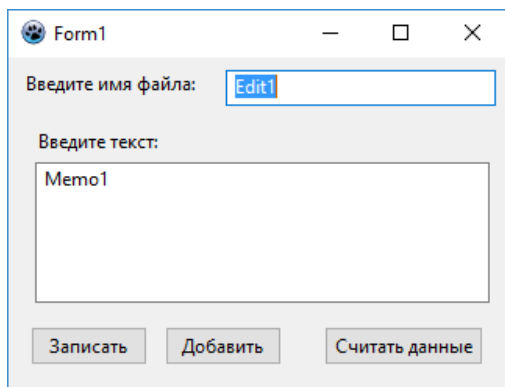 Form1
Введите имя файла: Edit1
Введите текст:
Memo1
Записать Добавить Считать данные